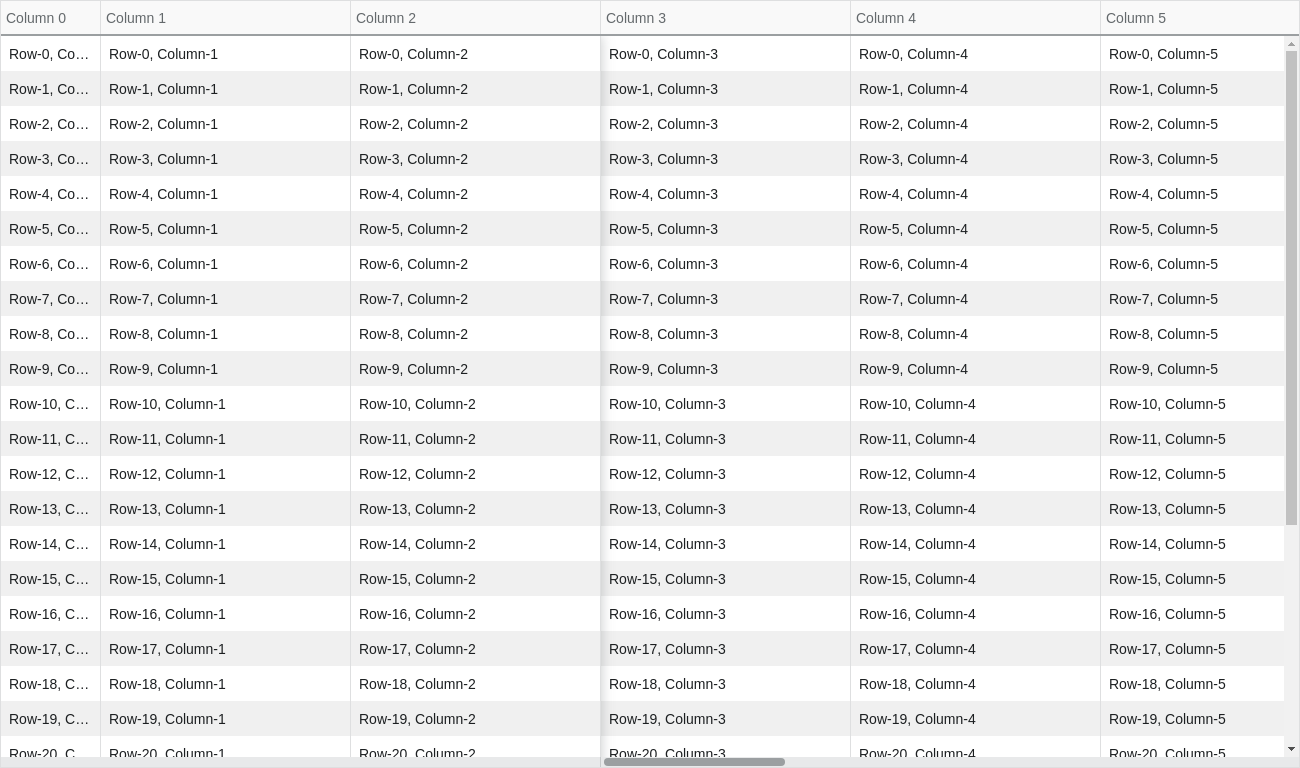 Column 0 Column 1 Column 2 Column 3 Column 4 Column 5
Row-0, Co… Row-0, Column-1 Row-0, Column-2 Row-0, Column-3 Row-0, Column-4 Row-0, Column-5
Row-1, Co… Row-1, Column-1 Row-1, Column-2 Row-1, Column-3 Row-1, Column-4 Row-1, Column-5
Row-2, Co… Row-2, Column-1 Row-2, Column-2 Row-2, Column-3 Row-2, Column-4 Row-2, Column-5
Row-3, Co… Row-3, Column-1 Row-3, Column-2 Row-3, Column-3 Row-3, Column-4 Row-3, Column-5
Row-4, Co… Row-4, Column-1 Row-4, Column-2 Row-4, Column-3 Row-4, Column-4 Row-4, Column-5
Row-5, Co… Row-5, Column-1 Row-5, Column-2 Row-5, Column-3 Row-5, Column-4 Row-5, Column-5
Row-6, Co… Row-6, Column-1 Row-6, Column-2 Row-6, Column-3 Row-6, Column-4 Row-6, Column-5
Row-7, Co… Row-7, Column-1 Row-7, Column-2 Row-7, Column-3 Row-7, Column-4 Row-7, Column-5
Row-8, Co… Row-8, Column-1 Row-8, Column-2 Row-8, Column-3 Row-8, Column-4 Row-8, Column-5
Row-9, Co… Row-9, Column-1 Row-9, Column-2 Row-9, Column-3 Row-9, Column-4 Row-9, Column-5
Row-10, C… Row-10, Column-1 Row-10, Column-2 Row-10, Column-3 Row-10, Column-4 Row-10, Column-5
Row-11, C… Row-11, Column-1 Row-11, Column-2 Row-11, Column-3 Row-11, Column-4 Row-11, Column-5
Row-12, C… Row-12, Column-1 Row-12, Column-2 Row-12, Column-3 Row-12, Column-4 Row-12, Column-5
Row-13, C… Row-13, Column-1 Row-13, Column-2 Row-13, Column-3 Row-13, Column-4 Row-13, Column-5
Row-14, C… Row-14, Column-1 Row-14, Column-2 Row-14, Column-3 Row-14, Column-4 Row-14, Column-5
Row-15, C… Row-15, Column-1 Row-15, Column-2 Row-15, Column-3 Row-15, Column-4 Row-15, Column-5
Row-16, C… Row-16, Column-1 Row-16, Column-2 Row-16, Column-3 Row-16, Column-4 Row-16, Column-5
Row-17, C… Row-17, Column-1 Row-17, Column-2 Row-17, Column-3 Row-17, Column-4 Row-17, Column-5
Row-18, C… Row-18, Column-1 Row-18, Column-2 Row-18, Column-3 Row-18, Column-4 Row-18, Column-5
Row-19, C… Row-19, Column-1 Row-19, Column-2 Row-19, Column-3 Row-19, Column-4 Row-19, Column-5
Row-20, C… Row-20, Column-1 Row-20, Column-2 Row-20, Column-3 Row-20, Column-4 Row-20, Column-5